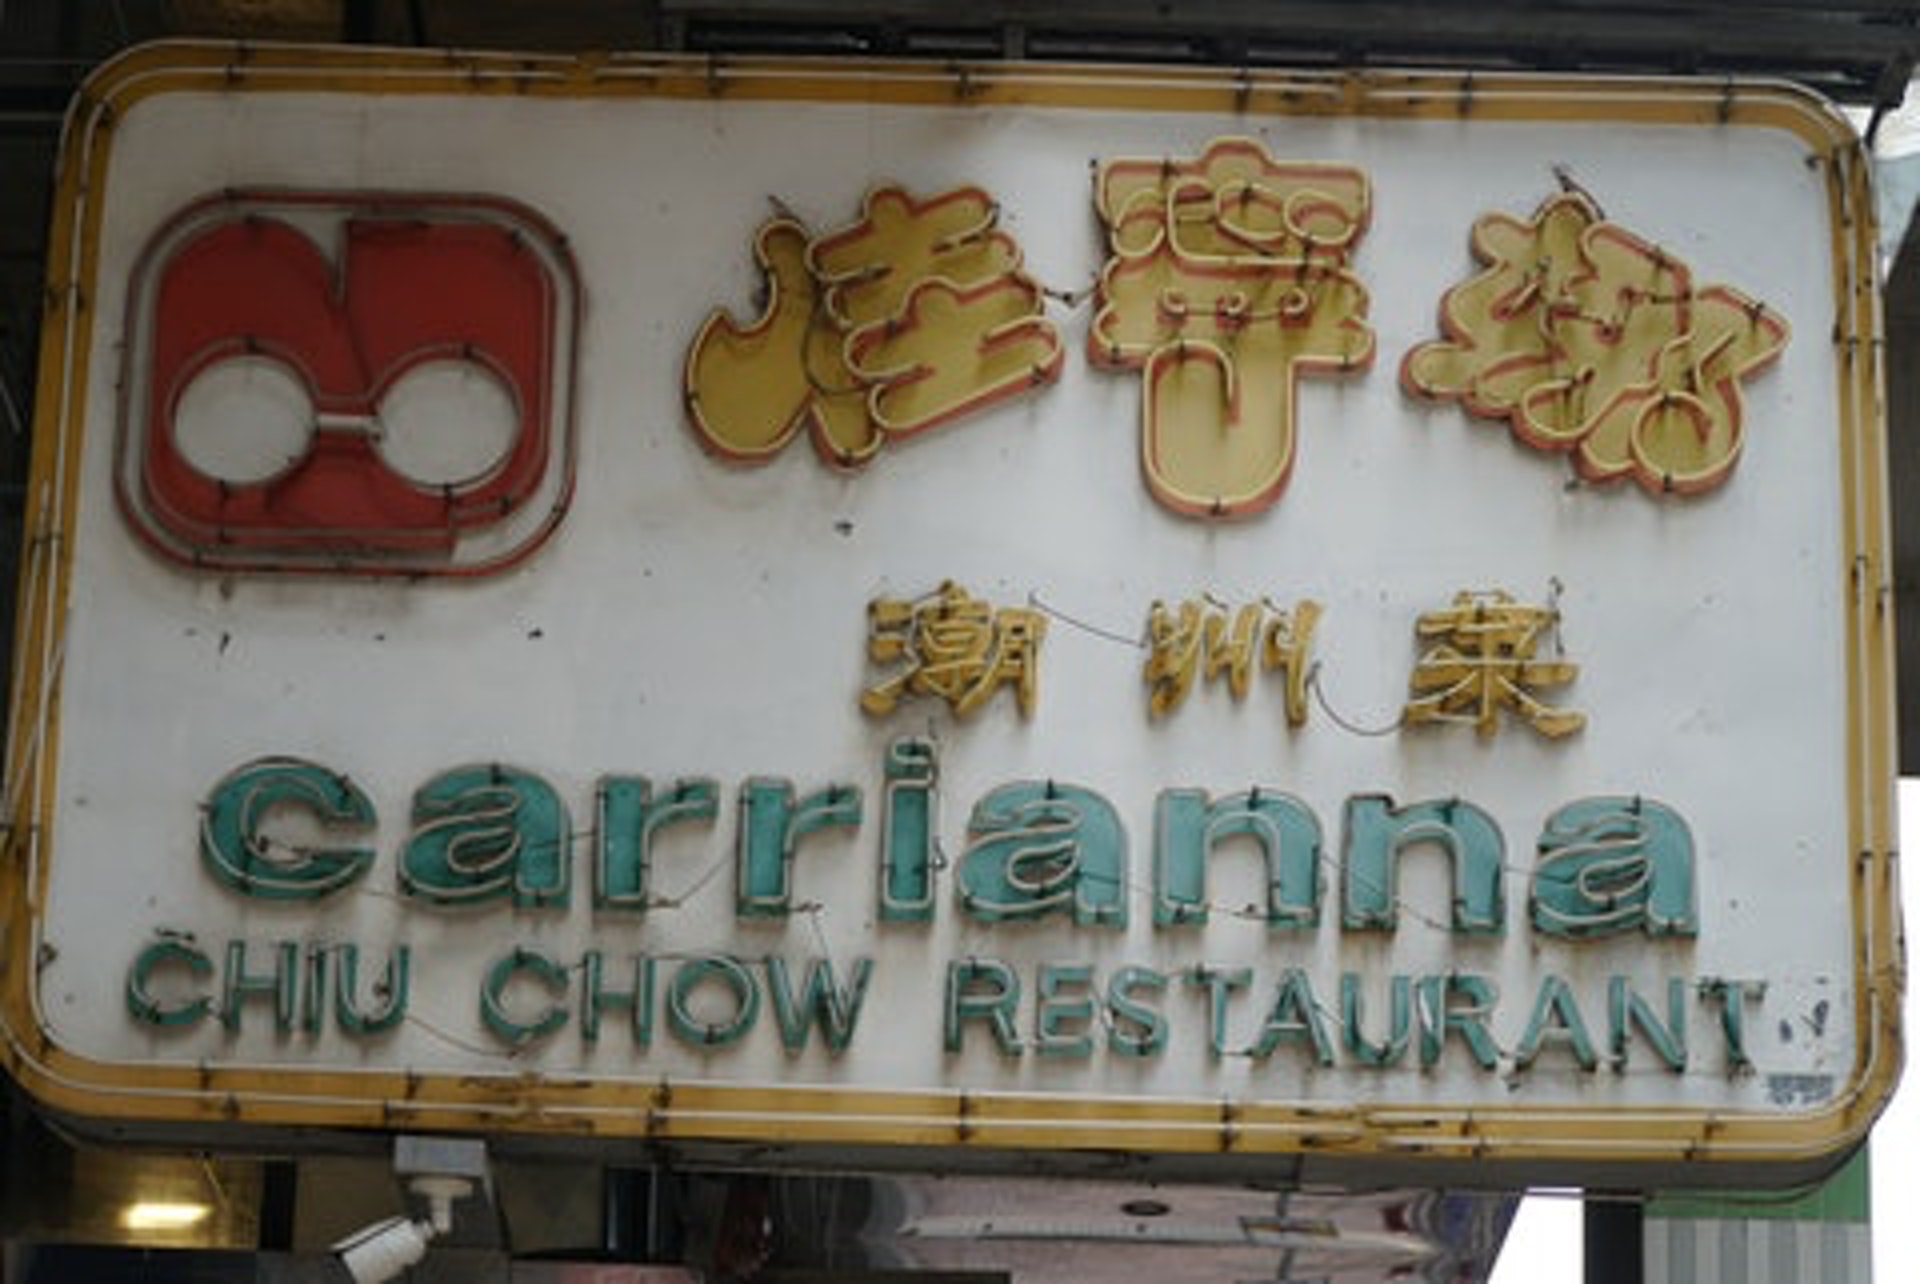 佳寧娜
潮州菜
carrianna
CHIU CHOW RESTAURANT